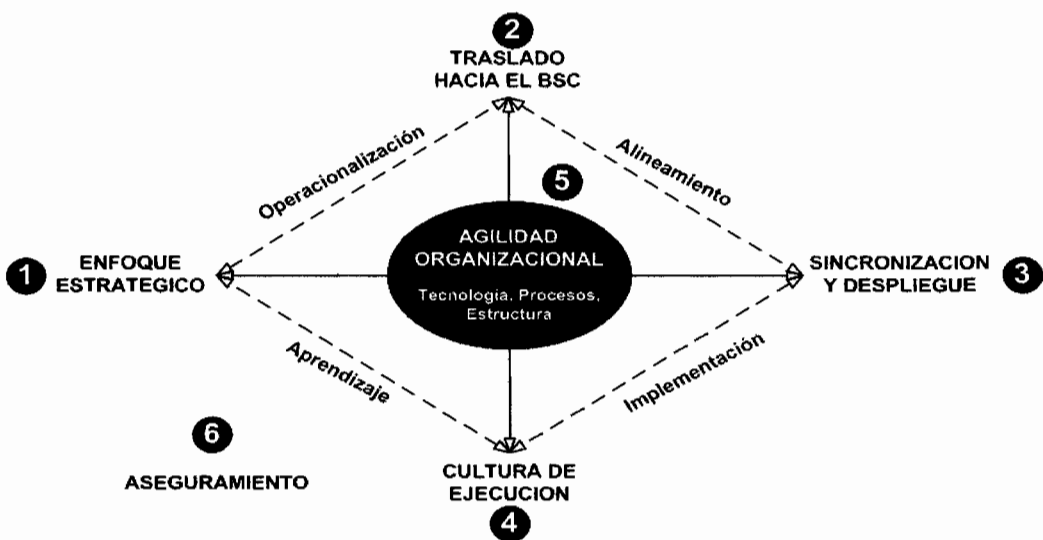 2
TRASLADO
HACIA EL BSC
Operacionalización
Alineamiento
5
1
ENFOQUE
ESTRATEGICO
AGILIDAD
ORGANIZACIONAL
Tecnología, Procesos,
Estructura
SINCRONIZACION
Y DESPLIEGUE
3
Aprendizaje
Implementación
6
ASEGURAMIENTO
CULTURA DE
EJECUCION
4